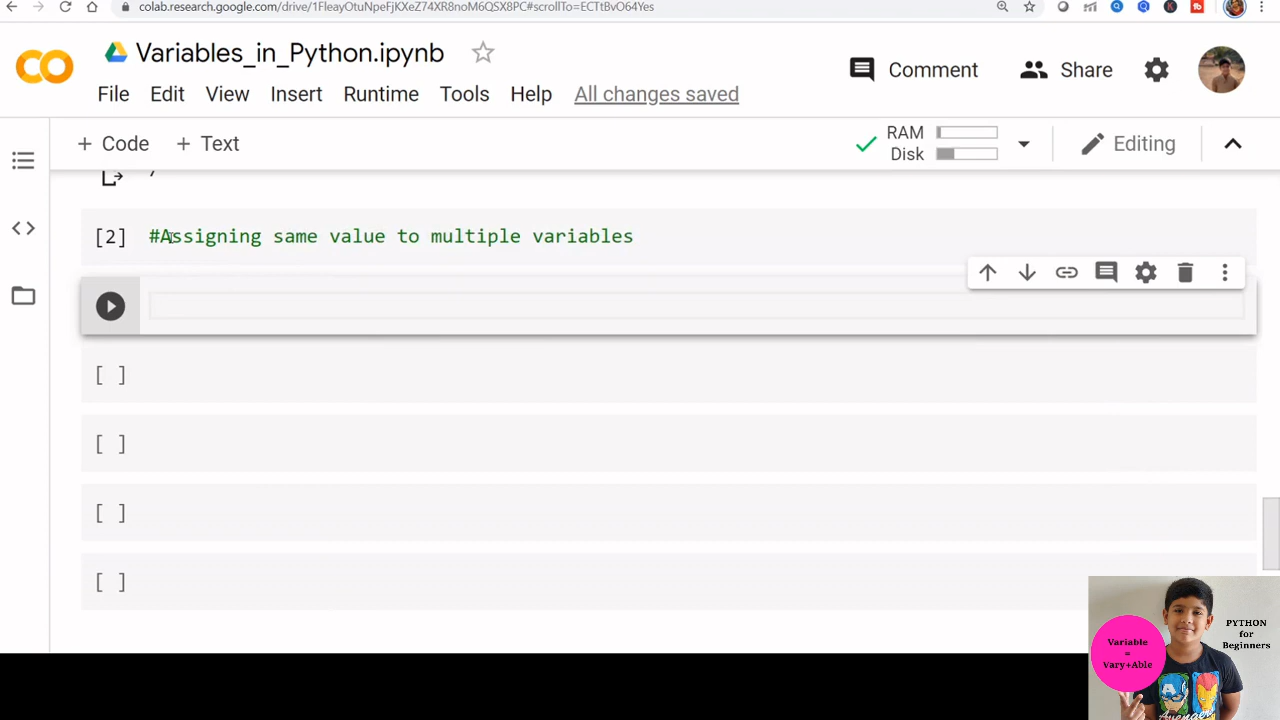 colab.research.google.com/drive/1FleayOtuNpeFjKXeZ74XR8noM6QSX8PC#scrollTo=ECTtBvO64Yes
Variables_in_Python.ipynb
Comment
Share
File Edit View Insert Runtime Tools Help All changes saved
+ Code + Text
RAM
Disk
Editing
[2] #Assigning same value to multiple variables
[ ]
[ ]
[ ]
[ ]
Variable
=
Vary+Able
PYTHON
for
Beginners